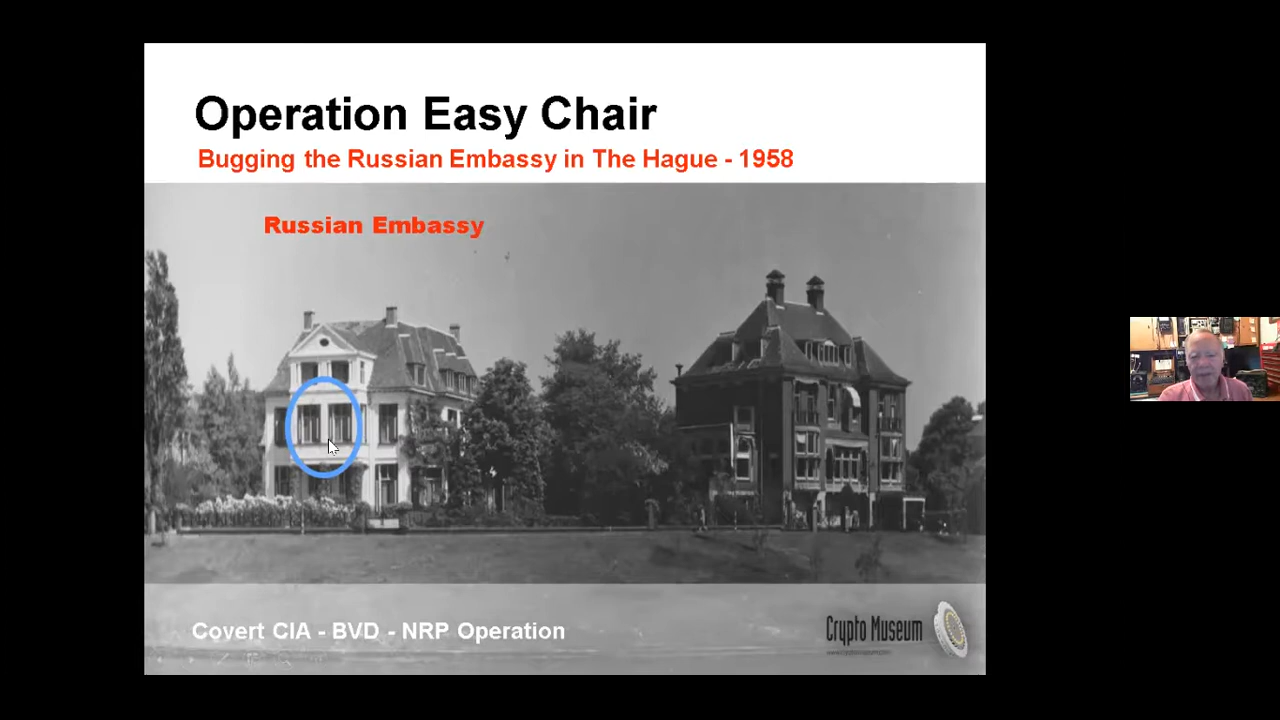 Operation Easy Chair
Bugging the Russian Embassy in The Hague - 1958
Russian Embassy
Covert CIA - BVD - NRP Operation
Crypto Museum